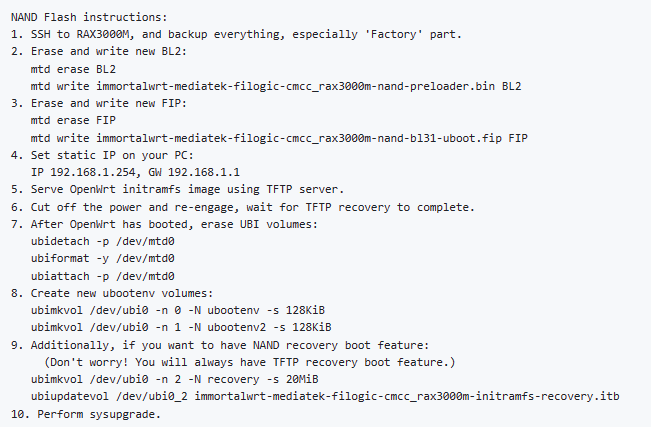 NAND Flash instructions:
1. SSH to RAX3000M, and backup everything, especially 'Factory' part.
2. Erase and write new BL2:
mtd erase BL2
mtd write immortalwrt-mediatek-filogic-cmcc_rax3000m-nand-preloader.bin BL2
3. Erase and write new FIP:
mtd erase FIP
mtd write immortalwrt-mediatek-filogic-cmcc_rax3000m-nand-bl31-uboot.fip FIP
4. Set static IP on your PC:
IP 192.168.1.254, GW 192.168.1.1
5. Serve OpenWrt initramfs image using TFTP server.
6. Cut off the power and re-engage, wait for TFTP recovery to complete.
7. After OpenWrt has booted, erase UBI volumes:
ubidetach -p /dev/mtd0
ubiformat -y /dev/mtd0
ubiattach -p /dev/mtd0
8. Create new ubootenv volumes:
ubimkvol /dev/ubi0 -n 0 -N ubootenv -s 128KiB
ubimkvol /dev/ubi0 -n 1 -N ubootenv2 -s 128KiB
9. Additionally, if you want to have NAND recovery boot feature:
(Don't worry! You will always have TFTP recovery boot feature.)
ubimkvol /dev/ubi0 -n 2 -N recovery -s 20MiB
ubiupdatevol /dev/ubi0_2 immortalwrt-mediatek-filogic-cmcc_rax3000m-initramfs-recovery.itb
10. Perform sysupgrade.